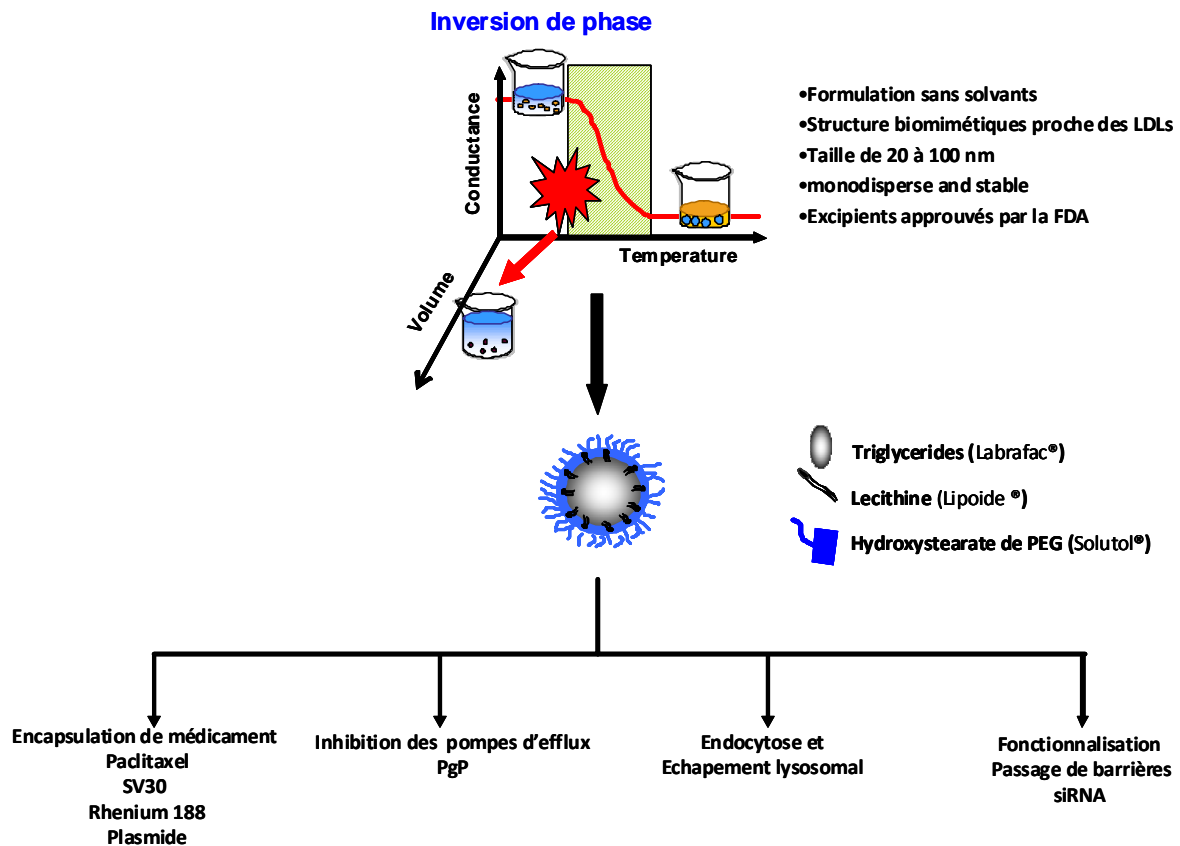 Inversion de phase
Conductance
Temperature
Volume
•Formulation sans solvants
•Structure biomimétiques proche des LDLs
•Taille de 20 à 100 nm
•monodisperse and stable
•Excipients approuvés par la FDA
Triglycerides (Labrafac®)
Lecithine (Lipoide ®)
Hydroxystearate de PEG (Solutol®)
Encapsulation de médicament
Paclitaxel
SV30
Rhenium 188
Plasmide
Inhibition des pompes d’efflux
PgP
Endocytose et
Echapement lysosomal
Fonctionnalisation
Passage de barrières
siRNA